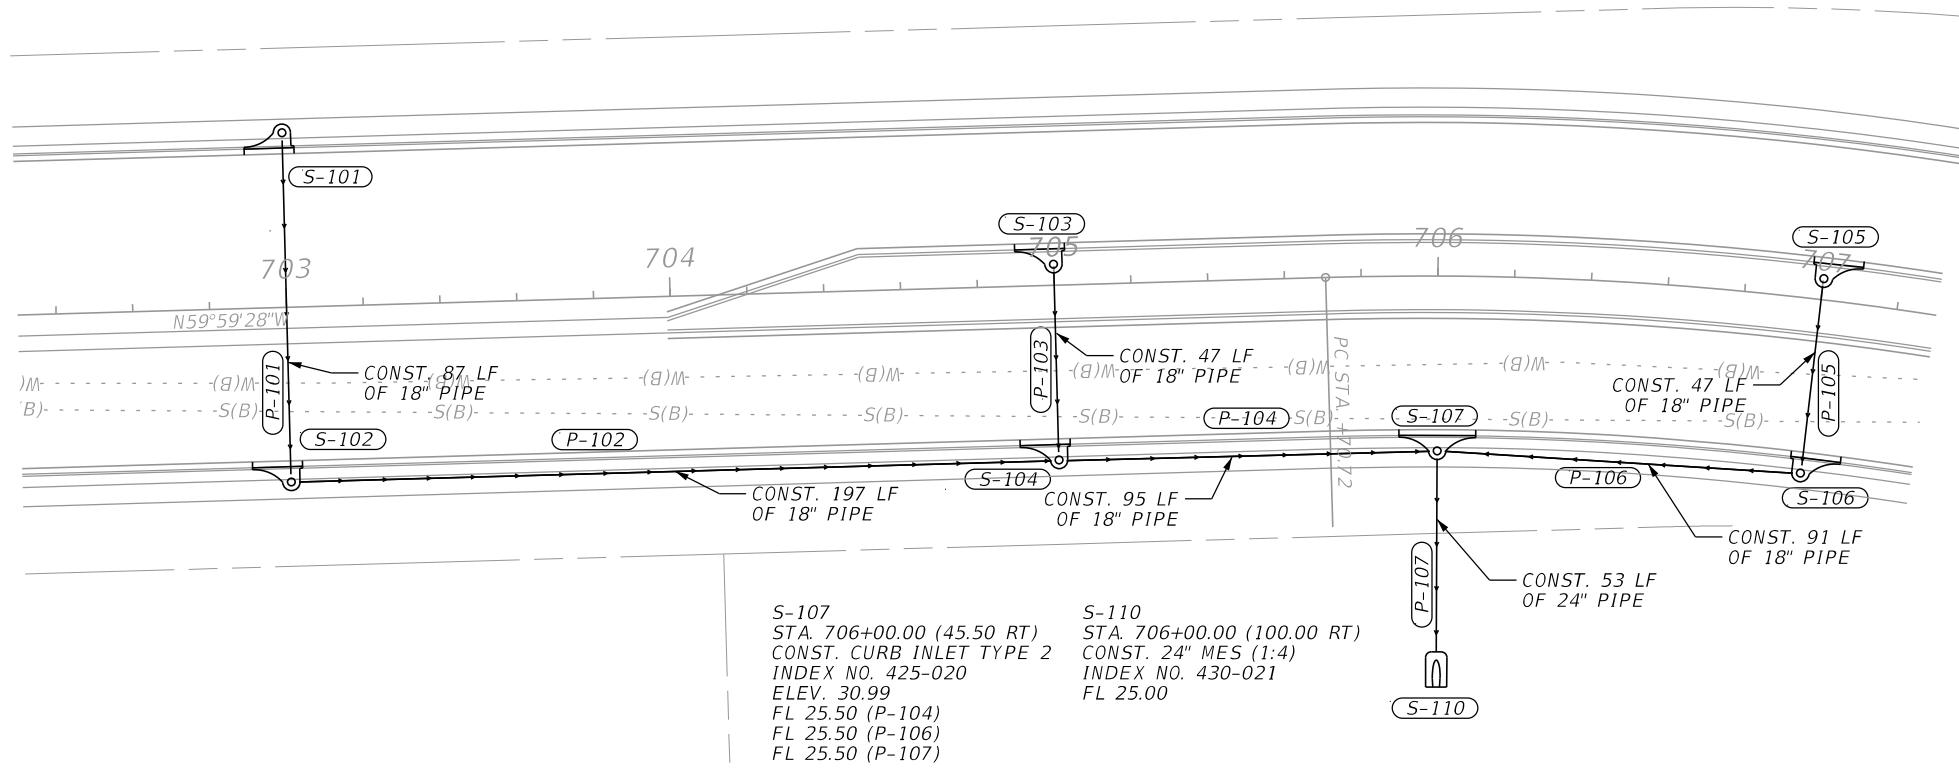 S-101
S-103
705
706
S-105
707
703
704
N59°59'28"W
P-101
CONST. 87 LF
OF 18" PIPE
P-103
CONST. 47 LF
OF 18" PIPE
PC STA. +70.72
CONST. 47 LF
OF 18" PIPE
P-105
W(B)
W(B)
W(B)
W(B)
W(B)
W(B)
W(B)
W(B)
W(B)
S(B)
S(B)
S(B)
S(B)
S(B)
S(B)
S(B)
S(B)
S-102
P-102
P-104
S-107
S-104
P-106
S-106
CONST. 197 LF
OF 18" PIPE
CONST. 95 LF
OF 18" PIPE
CONST. 91 LF
OF 18" PIPE
P-107
CONST. 53 LF
OF 24" PIPE
S-107
STA. 706+00.00 (45.50 RT)
CONST. CURB INLET TYPE 2
INDEX NO. 425-020
ELEV. 30.99
FL 25.50 (P-104)
FL 25.50 (P-106)
FL 25.50 (P-107)
S-110
STA. 706+00.00 (100.00 RT)
CONST. 24" MES (1:4)
INDEX NO. 430-021
FL 25.00
S-110